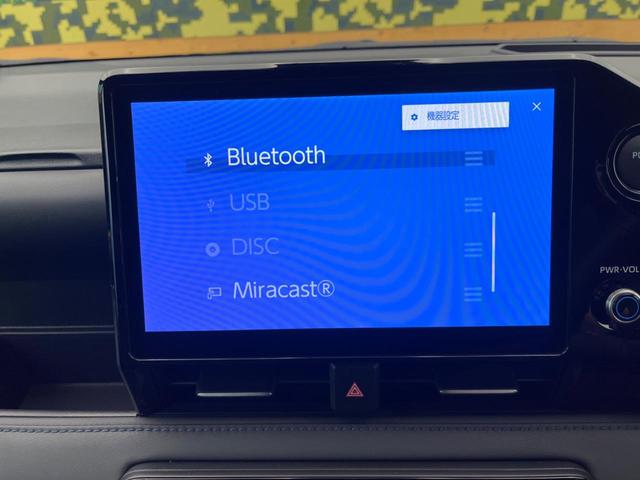 機器設定
Bluetooth
USB
DISC
Miracast®
PWR•VOL